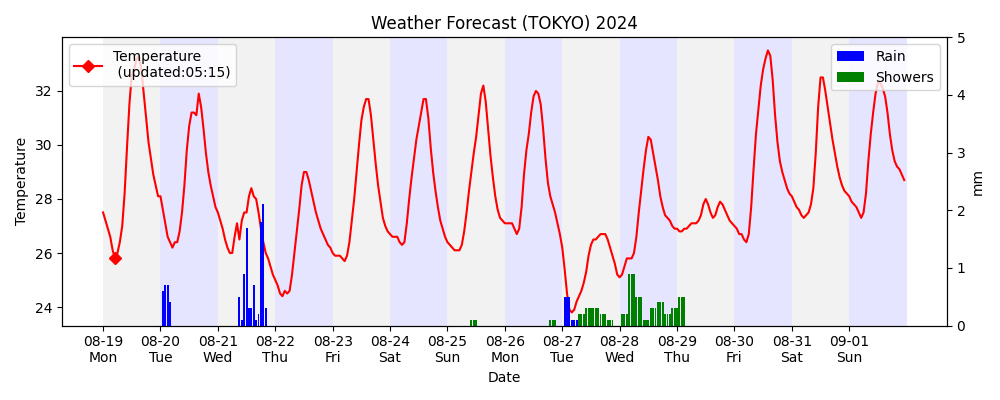 Weather Forecast (TOKYO) 2024
Temperature
(updated:05:15)
Rain
Showers
Temperature
32
30
28
26
24
5
4
3
2
1
0
mm
08-19 08-20 08-21 08-22 08-23 08-24 08-25 08-26 08-27 08-28 08-29 08-30 08-31 09-01
Mon Tue Wed Thu Fri Sat Sun Mon Tue Wed Thu Fri Sat Sun
Date